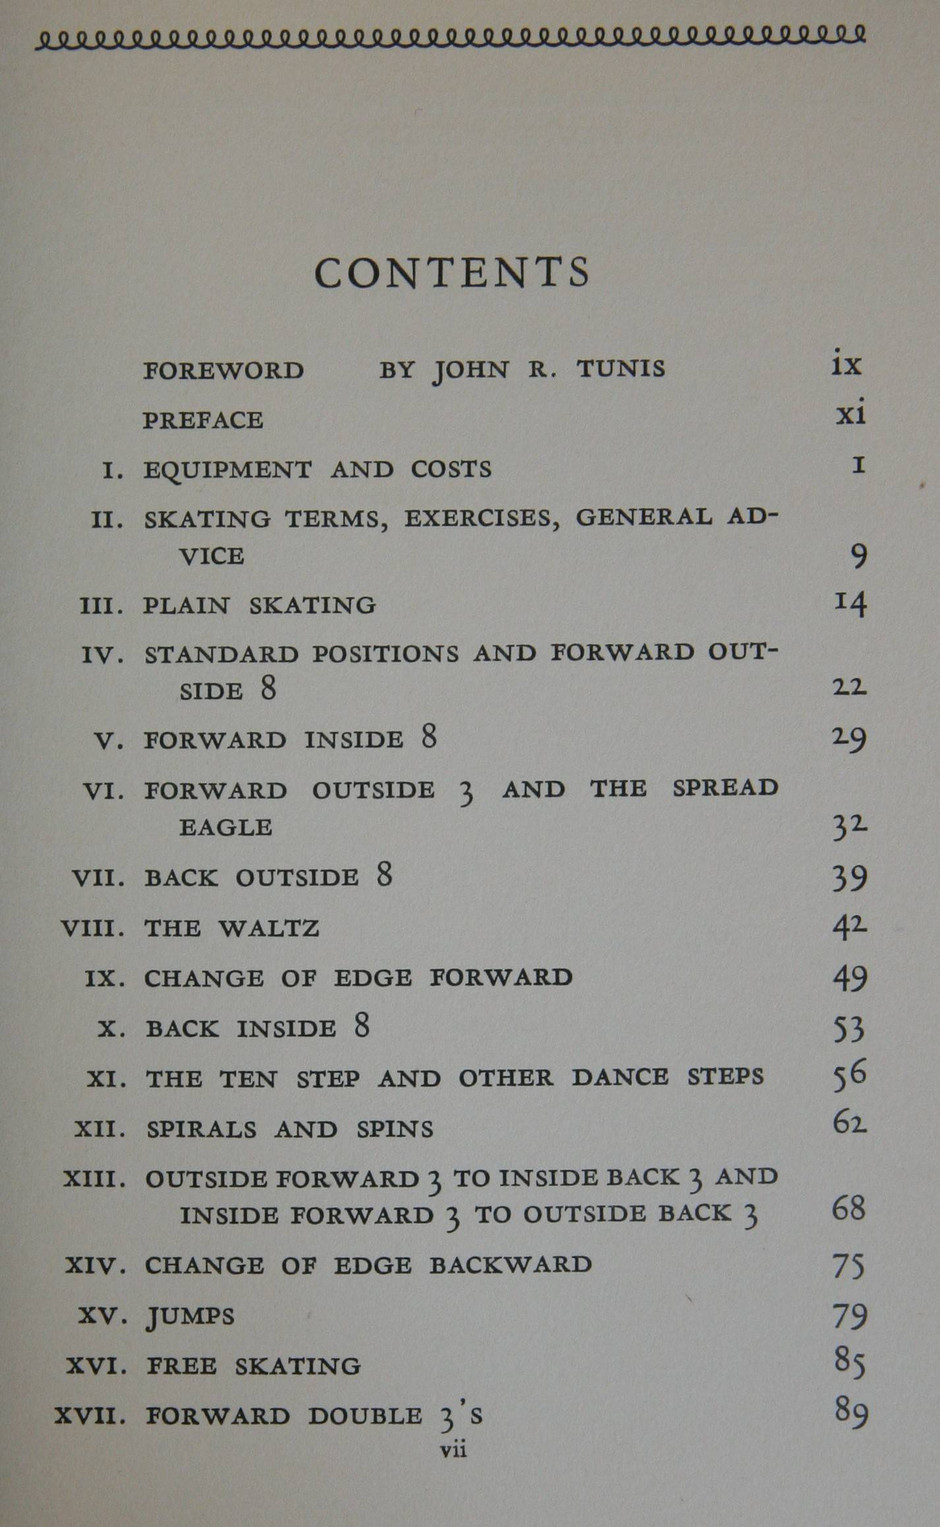 CONTENTS
FOREWORD BY JOHN R. TUNIS ix
PREFACE xi
I. EQUIPMENT AND COSTS 1
II. SKATING TERMS, EXERCISES, GENERAL AD-
VICE 9
III. PLAIN SKATING 14
IV. STANDARD POSITIONS AND FORWARD OUT-
SIDE 8 22
V. FORWARD INSIDE 8 29
VI. FORWARD OUTSIDE 3 AND THE SPREAD
EAGLE 32
VII. BACK OUTSIDE 8 39
VIII. THE WALTZ 42
IX. CHANGE OF EDGE FORWARD 49
X. BACK INSIDE 8 53
XI. THE TEN STEP AND OTHER DANCE STEPS 56
XII. SPIRALS AND SPINS 62
XIII. OUTSIDE FORWARD 3 TO INSIDE BACK 3 AND
INSIDE FORWARD 3 TO OUTSIDE BACK 3 68
XIV. CHANGE OF EDGE BACKWARD 75
XV. JUMPS 79
XVI. FREE SKATING 85
XVII. FORWARD DOUBLE 3's 89
vii